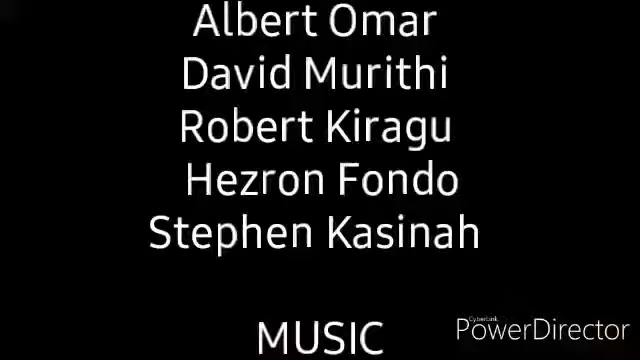 Albert Omar
David Murithi
Robert Kiragu
Hezron Fondo
Stephen Kasinah
MUSIC
CyberLink
PowerDirector